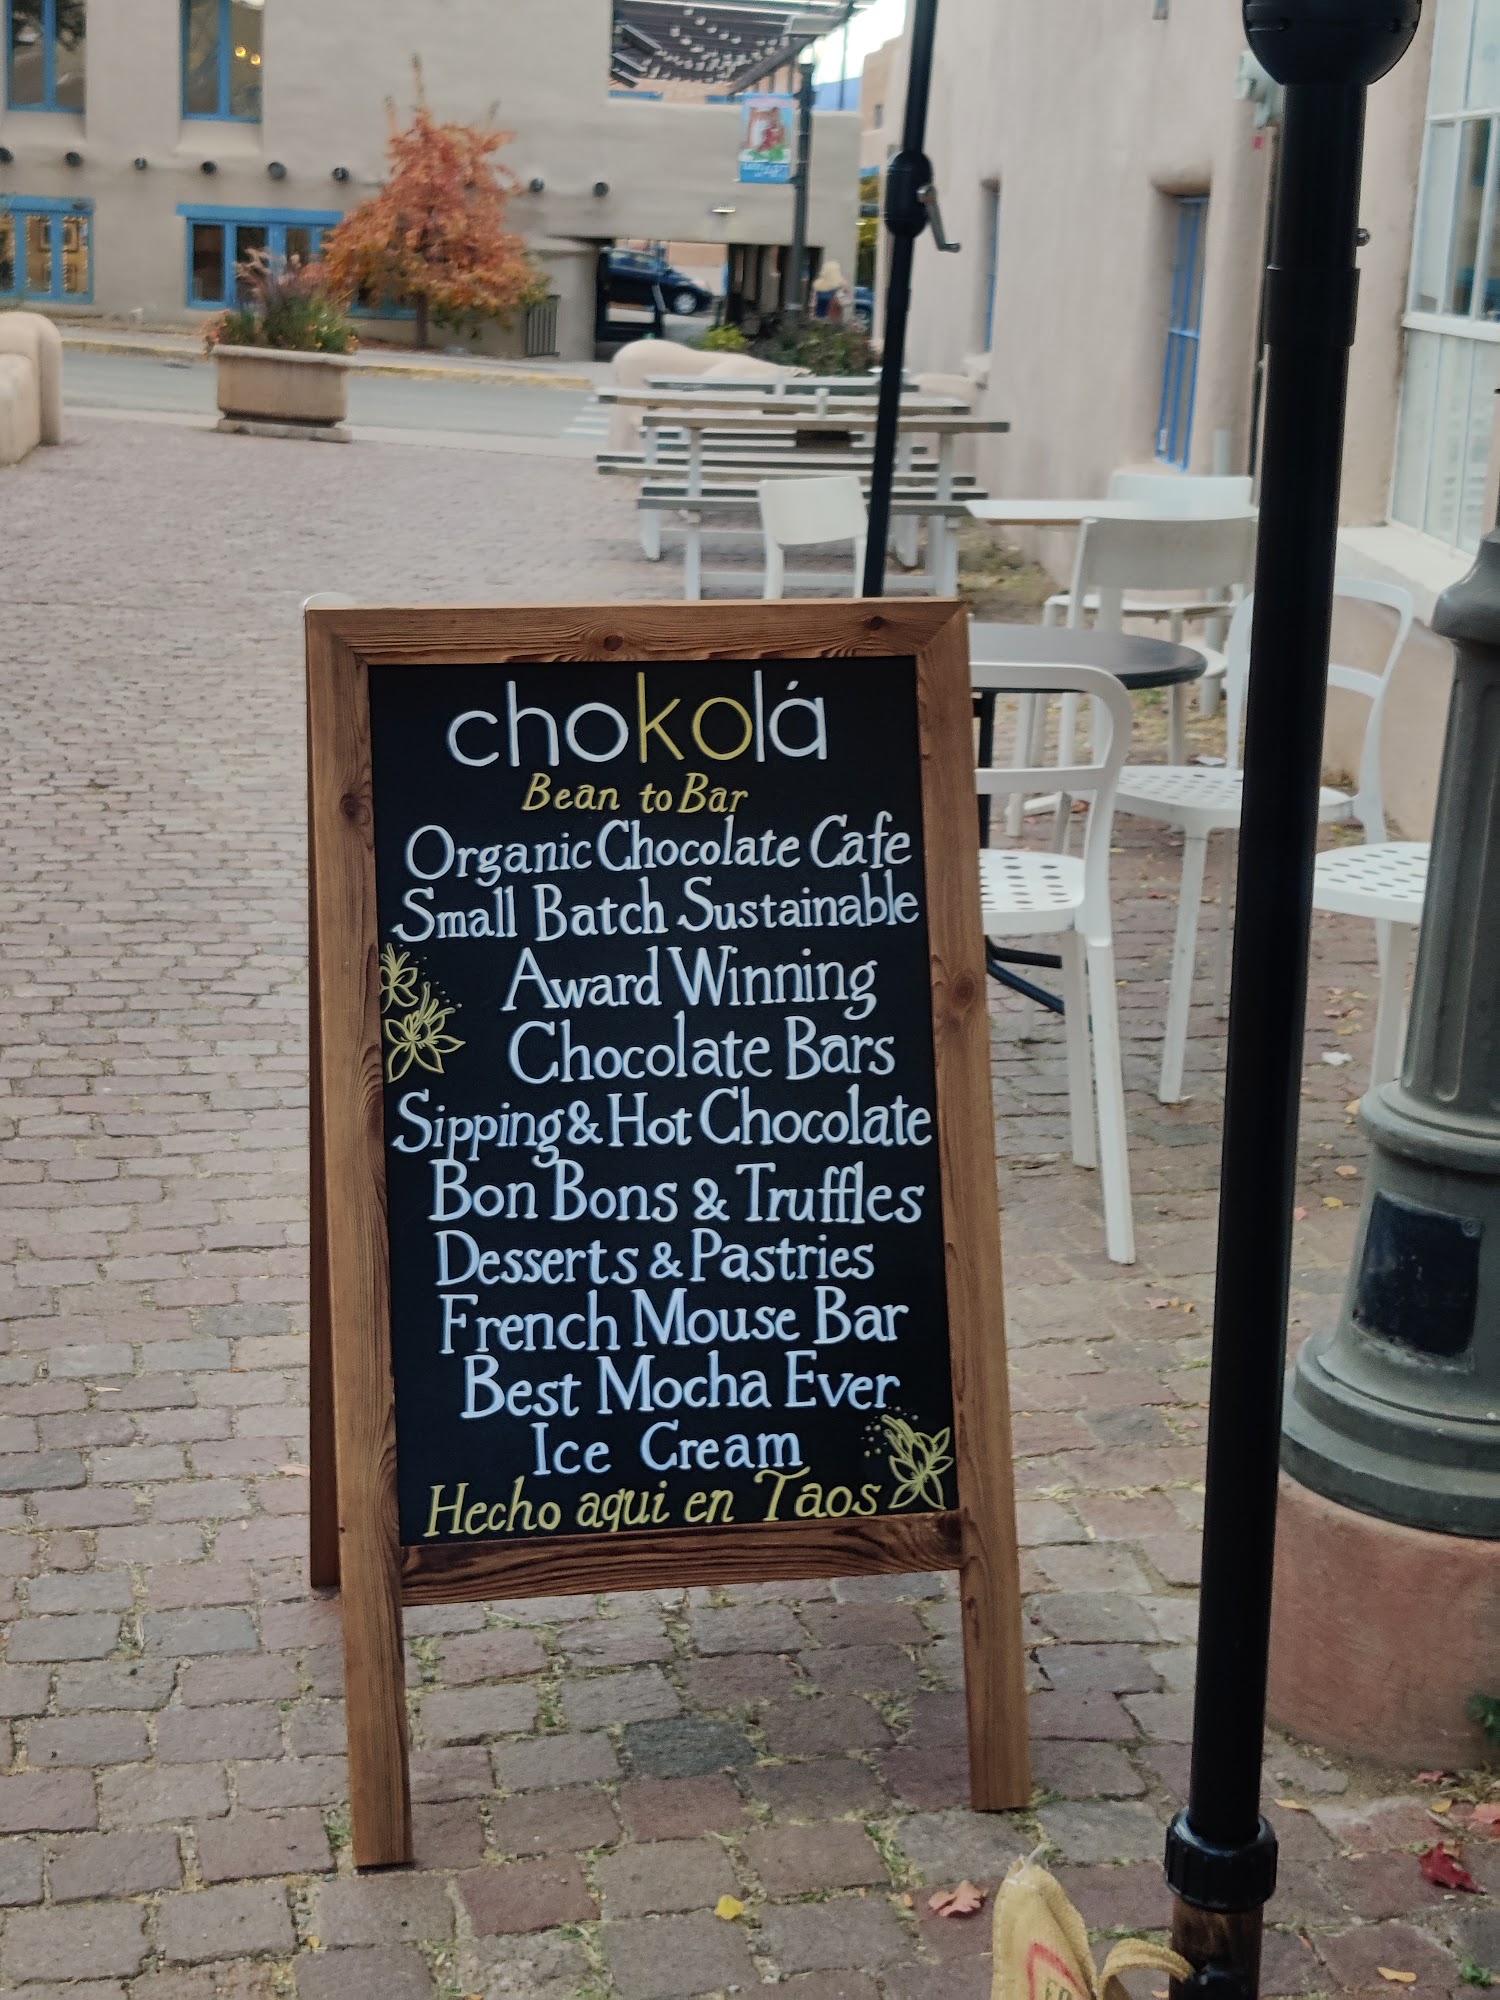 chokolá
Bean to Bar
Organic Chocolate Cafe
Small Batch Sustainable
Award Winning
Chocolate Bars
Sipping & Hot Chocolate
Bon Bons & Truffles
Desserts & Pastries
French Mouse Bar
Best Mocha Ever
Ice Cream
Hecho aqui en Taos